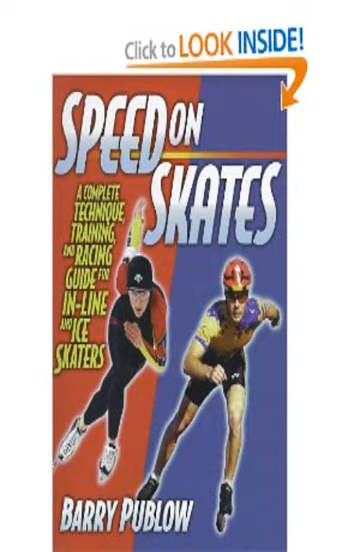 Click to LOOK INSIDE!
SPEED ON
SKATES
A COMPLETE
TECHNIQUE,
TRAINING,
AND RACING
GUIDE FOR
IN-LINE
AND ICE
SKATERS
BARRY PUBLOW